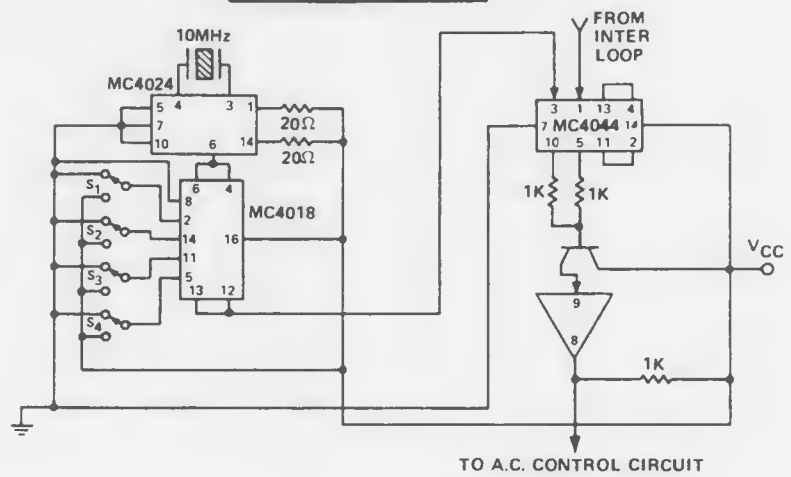 FROM
INTER
LOOP
10MHz
MC4024
4 3
5 1
7
10 14
6
20Ω
20Ω
3 1 13 4
7 MC4044 14
10 5 11 2
1K 1K
6 4
8
MC4018
2
14 16
11
5
13 12
S1
S2
S3
S4
VCC
9
8
1K
TO A.C. CONTROL CIRCUIT